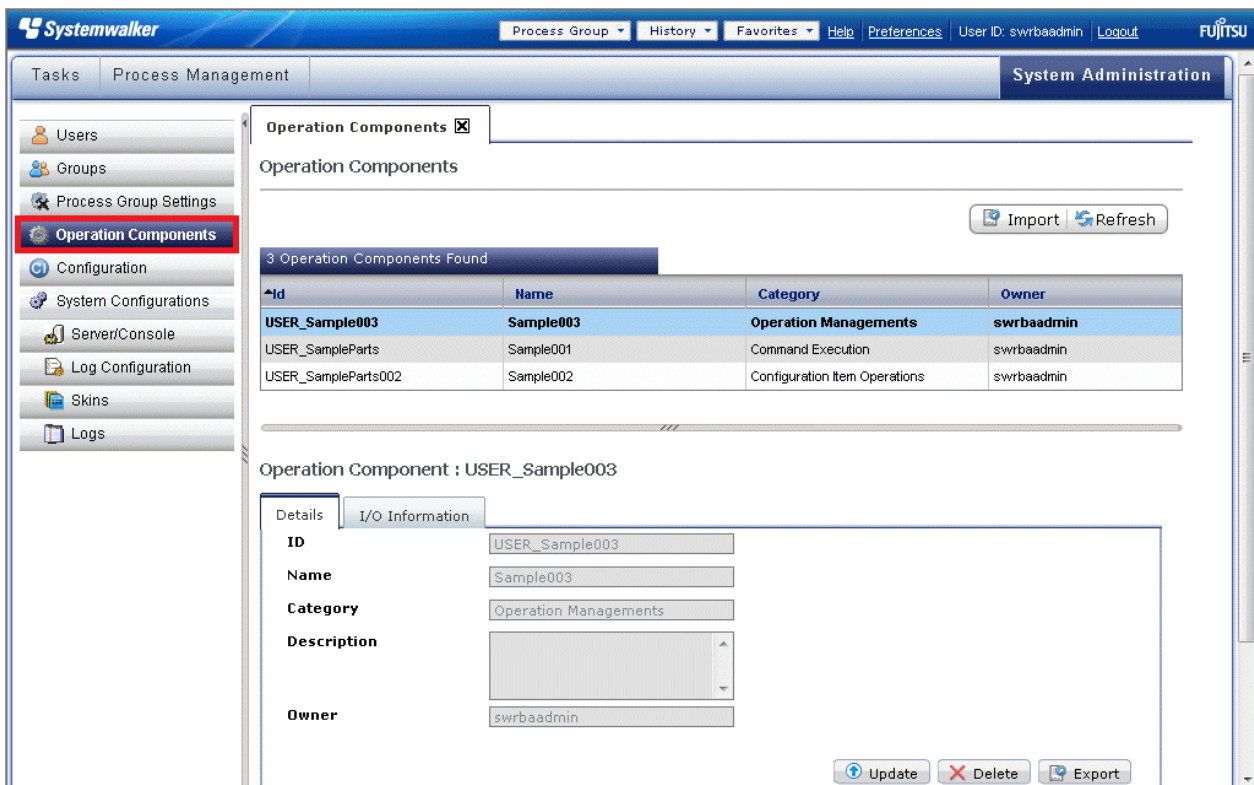 Systemwalker
Process Group History Favorites Help Preferences User ID: swrbaadmin Logout FUJITSU
Tasks Process Management System Administration
Users
Groups
Process Group Settings
Operation Components
Configuration
System Configurations
Server/Console
Log Configuration
Skins
Logs
Operation Components
Operation Components
Import Refresh
3 Operation Components Found
Id Name Category Owner
USER_Sample003 Sample003 Operation Managements swrbaadmin
USER_SampleParts Sample001 Command Execution swrbaadmin
USER_SampleParts002 Sample002 Configuration Item Operations swrbaadmin
Operation Component : USER_Sample003
Details I/O Information
ID USER_Sample003
Name Sample003
Category Operation Managements
Description
Owner swrbaadmin
Update Delete Export